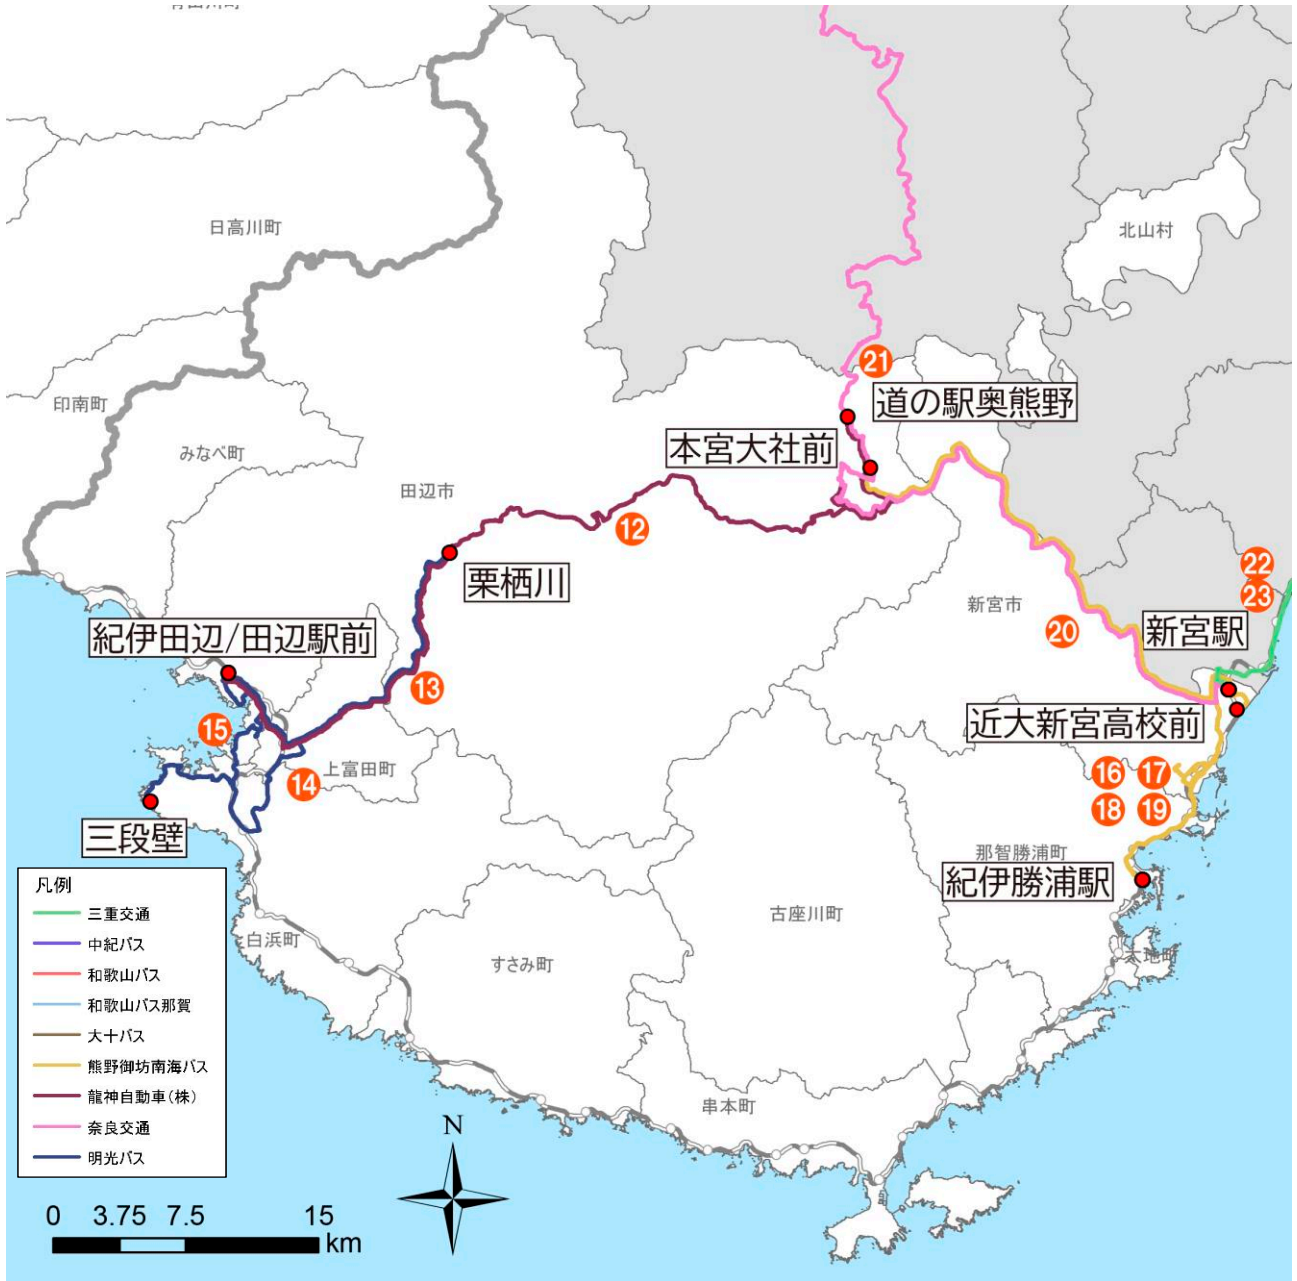 日高川町
北山村
㉑
道の駅奥熊野
印南町
みなべ町
本宮大社前
田辺市
⑫
栗栖川
㉒
㉓
新宮市
新宮駅
⑳
紀伊田辺/田辺駅前
⑬
近大新宮高校前
⑮
⑭
上富田町
⑯ ⑰
⑱ ⑲
三段壁
那智勝浦町
紀伊勝浦駅
凡例
三重交通
中紀バス
和歌山バス
和歌山バス那賀
大十バス
熊野御坊南海バス
龍神自動車(株)
奈良交通
明光バス
古座川町
白浜町
すさみ町
太地町
串本町
N
0 3.75 7.5 15
km